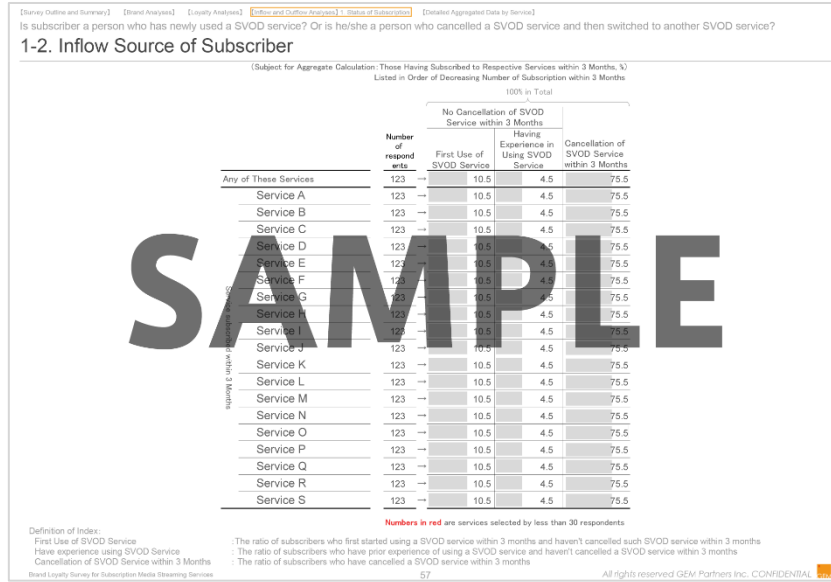 [Survey Outline and Summary] [Brand Analyses] [Loyalty Analyses] [Inflow and Outflow Analyses] 1. Status of Subscription [Detailed Aggregated Data by Service]
Is subscriber a person who has newly used a SVOD service? Or is he/she a person who cancelled a SVOD service and then switched to another SVOD service?
1-2. Inflow Source of Subscriber
(Subject for Aggregate Calculation: Those Having Subscribed to Respective Services within 3 Months, %)
Listed in Order of Decreasing Number of Subscription within 3 Months
100% in Total
No Cancellation of SVOD
Service within 3 Months
Number
of
respond
ents
First Use of
SVOD Service
Having
Experience in
Using SVOD
Service
Cancellation of
SVOD Service
within 3 Months
Any of These Services 123 → 10.5 4.5 75.5
Service subscribed within 3 Months
Service A 123 → 10.5 4.5 75.5
Service B 123 → 10.5 4.5 75.5
Service C 123 → 10.5 4.5 75.5
Service D 123 → 10.5 4.5 75.5
Service E 123 → 10.5 4.5 75.5
Service F 123 → 10.5 4.5 75.5
Service G 123 → 10.5 4.5 75.5
Service H 123 → 10.5 4.5 75.5
Service I 123 → 10.5 4.5 75.5
Service J 123 → 10.5 4.5 75.5
Service K 123 → 10.5 4.5 75.5
Service L 123 → 10.5 4.5 75.5
Service M 123 → 10.5 4.5 75.5
Service N 123 → 10.5 4.5 75.5
Service O 123 → 10.5 4.5 75.5
Service P 123 → 10.5 4.5 75.5
Service Q 123 → 10.5 4.5 75.5
Service R 123 → 10.5 4.5 75.5
Service S 123 → 10.5 4.5 75.5
SAMPLE
Numbers in red are services selected by less than 30 respondents
Definition of Index:
First Use of SVOD Service : The ratio of subscribers who first started using a SVOD service within 3 months and haven't cancelled such SVOD service within 3 months
Have experience using SVOD Service : The ratio of subscribers who have prior experience of using a SVOD service and haven't cancelled a SVOD service within 3 months
Cancellation of SVOD Service within 3 Months : The ratio of subscribers who have cancelled a SVOD service within 3 months
Brand Loyalty Survey for Subscription Media Streaming Services 57 All rights reserved GEM Partners Inc. CONFIDENTIAL